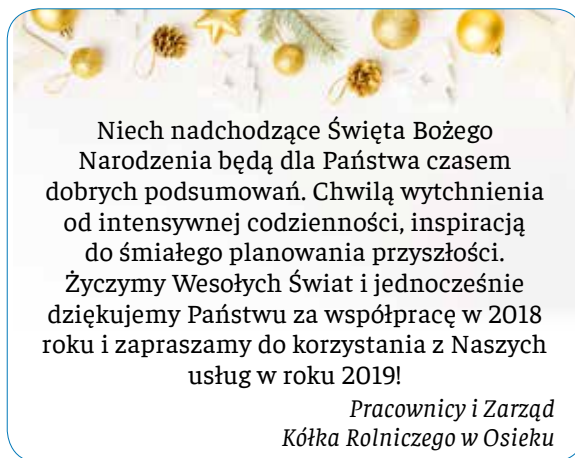 Niech nadchodzące Święta Bożego
Narodzenia będą dla Państwa czasem
dobrych podsumowań. Chwilą wytchnienia
od intensywnej codzienności, inspiracją
do śmiałego planowania przyszłości.
Życzymy Wesołych Świat i jednocześnie
dziękujemy Państwu za współpracę w 2018
roku i zapraszamy do korzystania z Naszych
usług w roku 2019!
Pracownicy i Zarząd
Kółka Rolniczego w Osieku